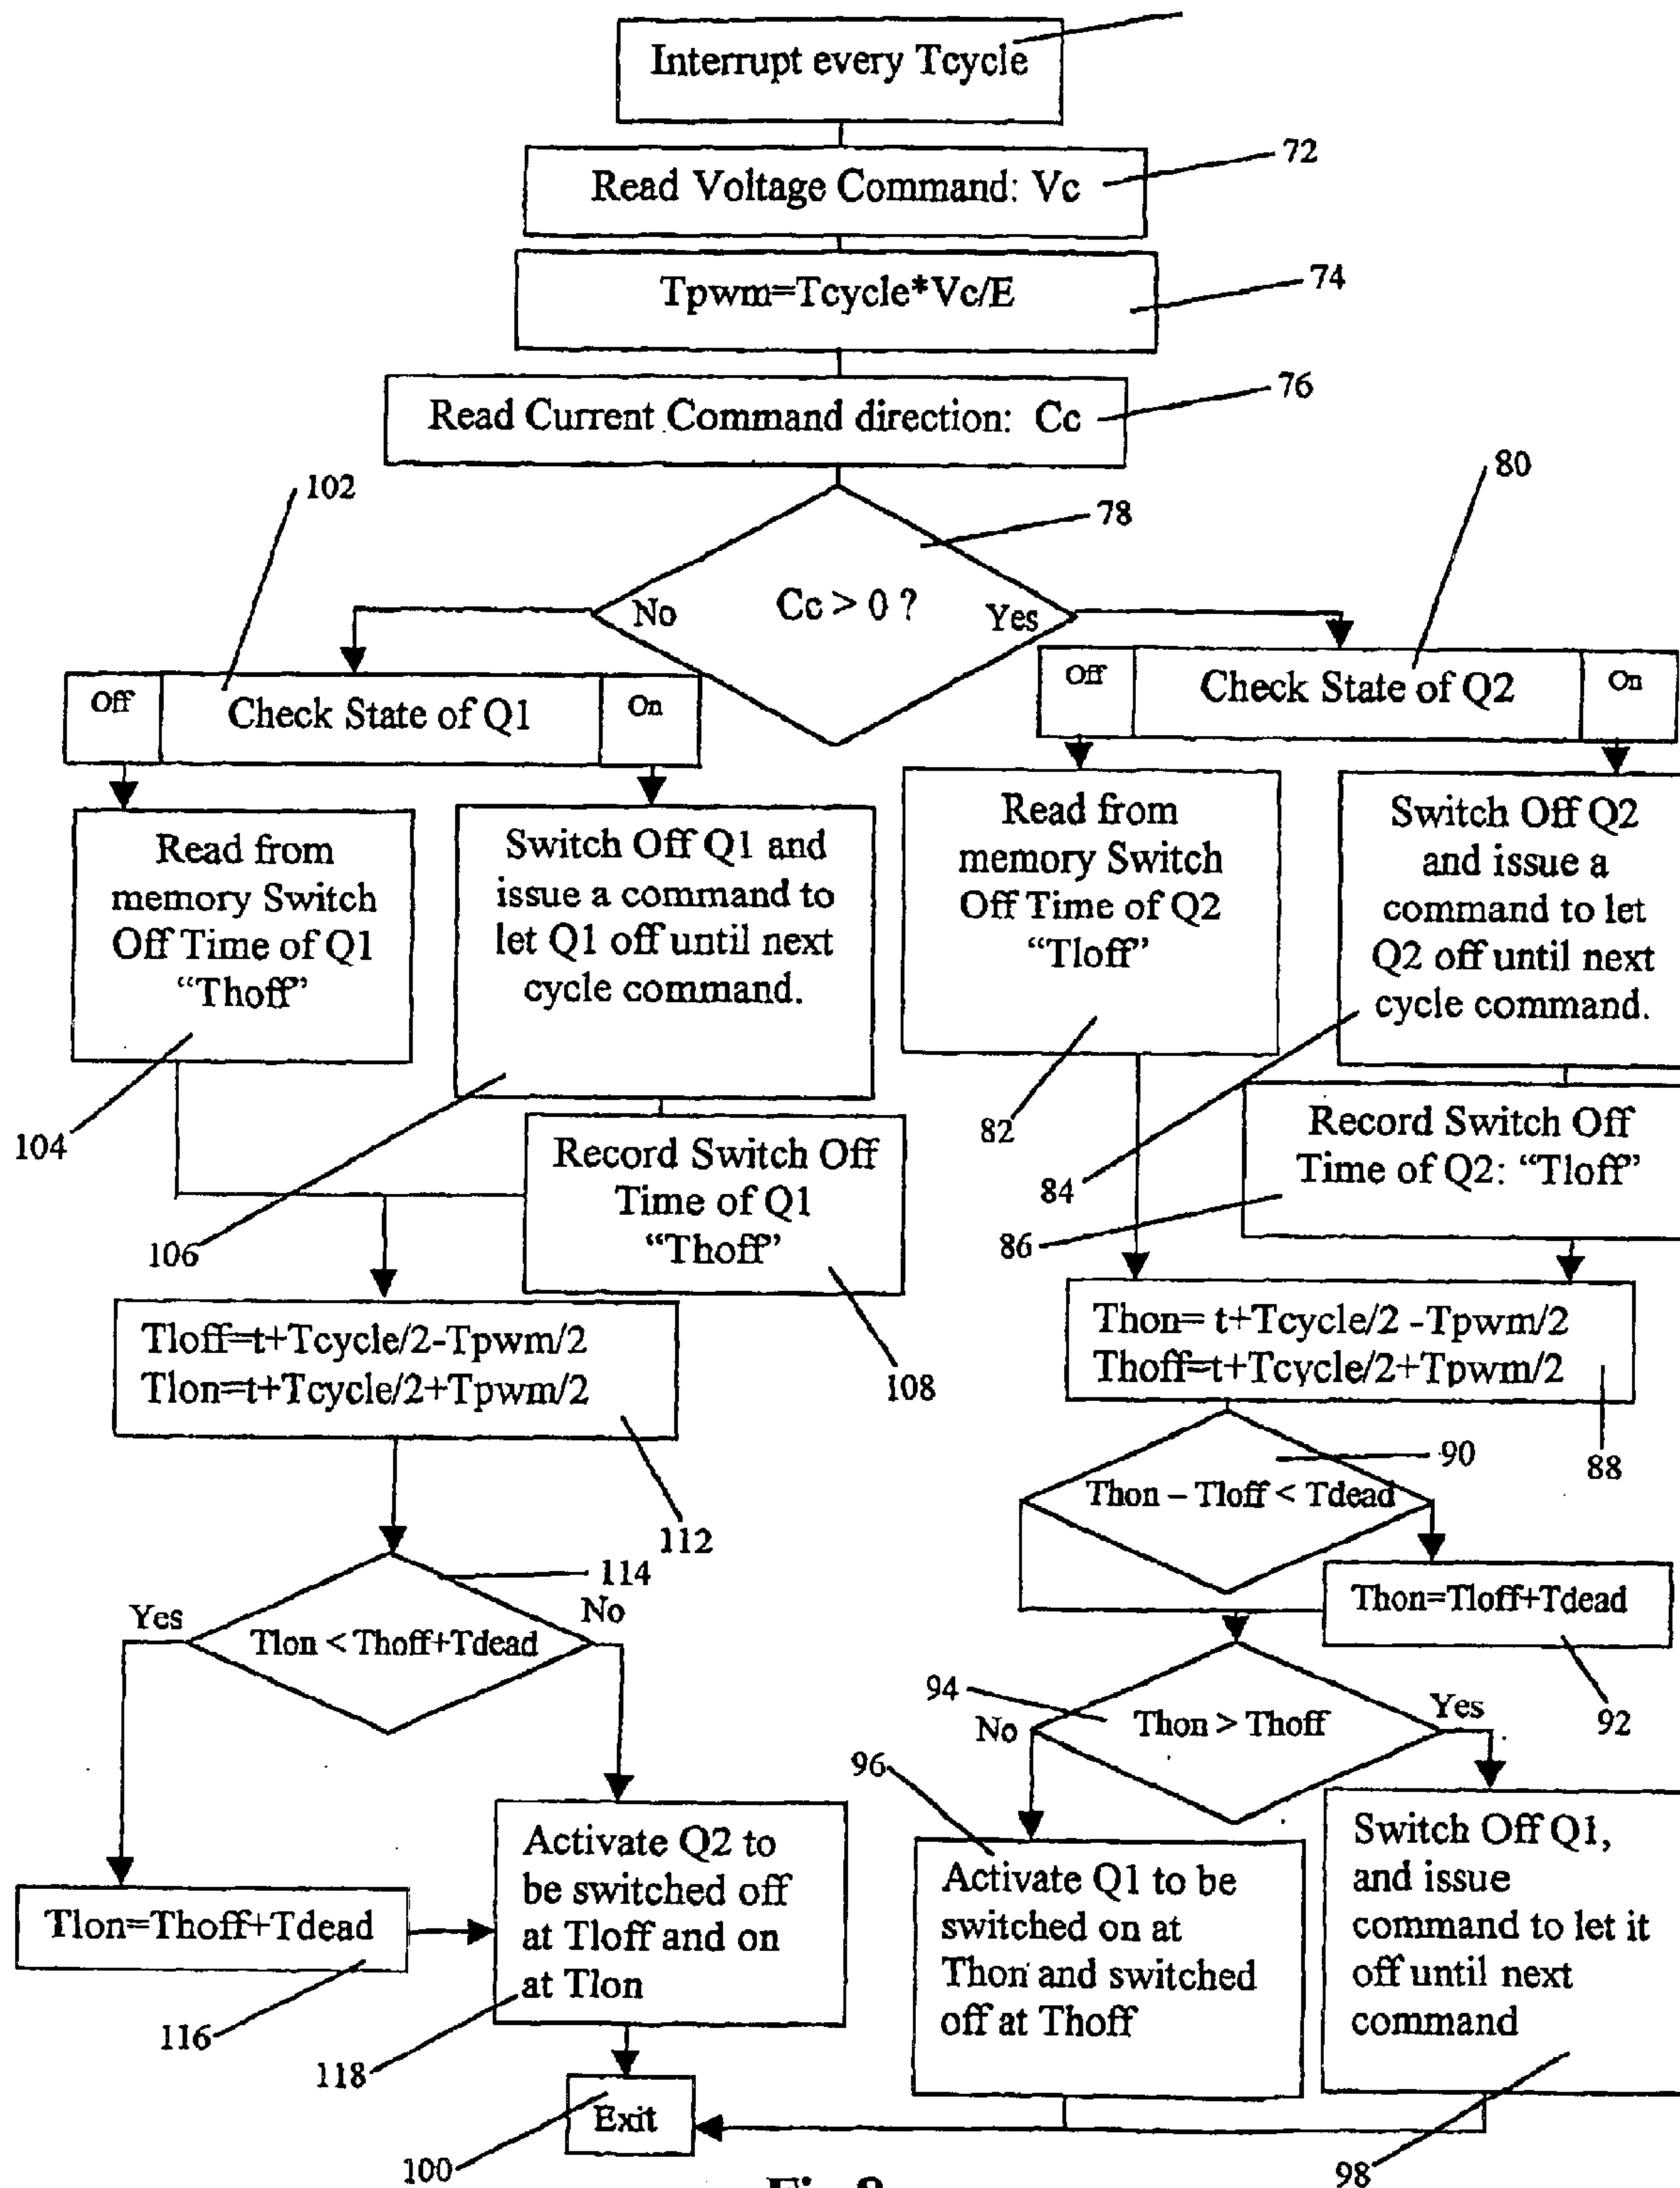 Interrupt every Tcycle
72
Read Voltage Command: Vc
74
Tpwm=Tcycle*Vc/E
76
Read Current Command direction: Cc
102
80
78
Cc > 0 ?
No
Yes
Off
Check State of Q1
On
Off
Check State of Q2
On
Read from
memory Switch
Off Time of Q1
“Thoff”
Switch Off Q1 and
issue a command to
let Q1 off until next
cycle command.
Read from
memory Switch
Off Time of Q2
“Tloff”
Switch Off Q2
and issue a
command to let
Q2 off until next
cycle command.
104
106
Record Switch Off
Time of Q1
“Thoff”
108
82
84
86
Record Switch Off
Time of Q2: “Tloff”
Tloff=t+Tcycle/2-Tpwm/2
Tlon=t+Tcycle/2+Tpwm/2
112
Thon= t+Tcycle/2 -Tpwm/2
Thoff=t+Tcycle/2+Tpwm/2
88
90
Thon – Tloff < Tdead
114
Yes
No
Tlon < Thoff+Tdead
Thon=Tloff+Tdead
92
94
No
Thon > Thoff
Yes
96
Tlon=Thoff+Tdead
116
Activate Q2 to
be switched off
at Tloff and on
at Tlon
118
Activate Q1 to be
switched on at
Thon and switched
off at Thoff
Switch Off Q1,
and issue
command to let it
off until next
command
98
Exit
100